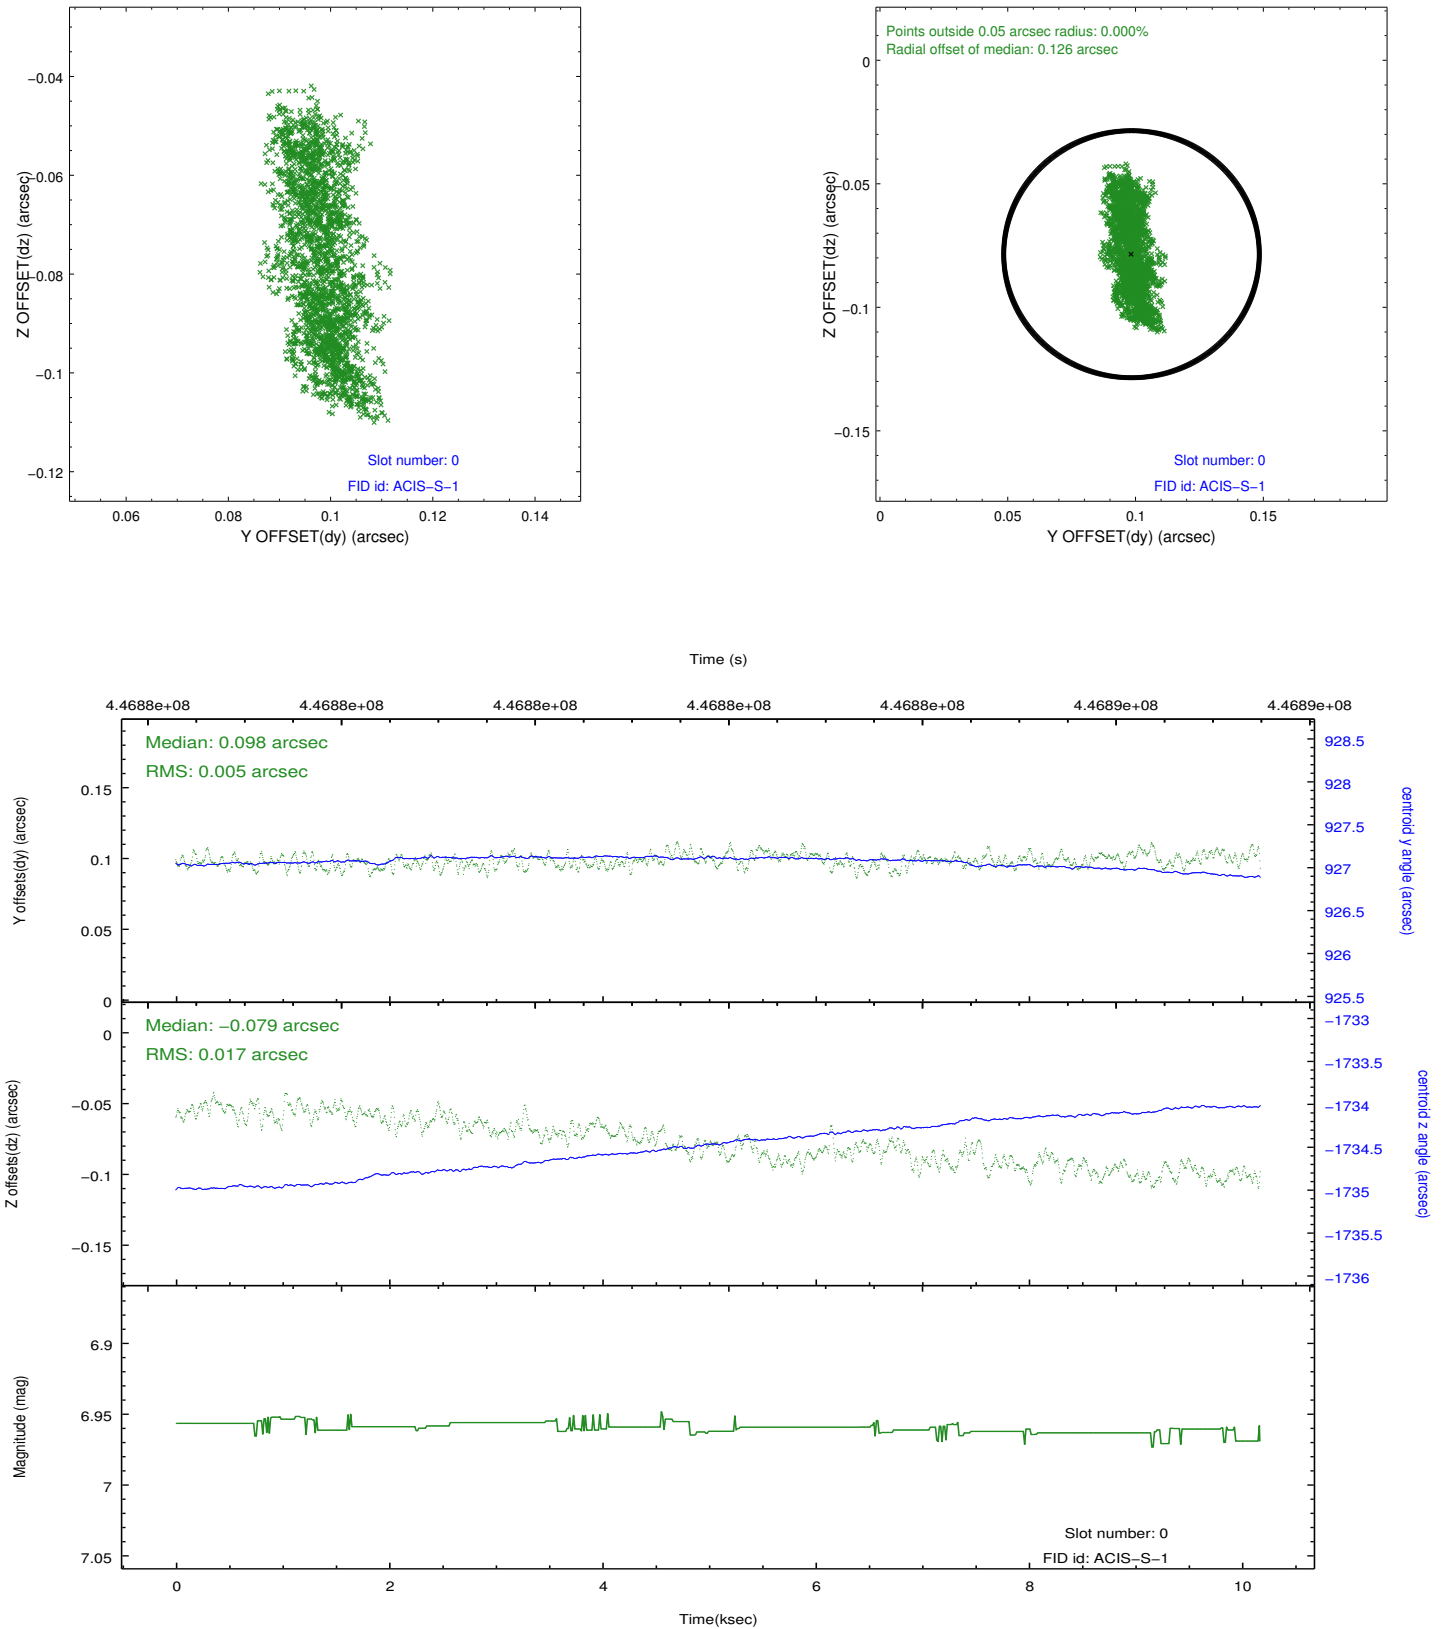 −0.04
−0.06
−0.08
−0.1
−0.12
Z OFFSET(dz) (arcsec)
Slot number: 0
FID id: ACIS−S−1
0.06 0.08 0.1 0.12 0.14
Y OFFSET(dy) (arcsec)
Points outside 0.05 arcsec radius: 0.000%
Radial offset of median: 0.126 arcsec
0
−0.05
−0.1
−0.15
Z OFFSET(dz) (arcsec)
Slot number: 0
FID id: ACIS−S−1
0 0.05 0.1 0.15
Y OFFSET(dy) (arcsec)
Time (s)
4.4688e+08 4.4688e+08 4.4688e+08 4.4688e+08 4.4688e+08 4.4689e+08 4.4689e+08
Median: 0.098 arcsec
RMS: 0.005 arcsec
0.15
0.1
0.05
0
Y offsets(dy) (arcsec)
928.5
928
927.5
927
926.5
926
925.5
centroid y angle (arcsec)
Median: −0.079 arcsec
RMS: 0.017 arcsec
0
−0.05
−0.1
−0.15
Z offsets(dz) (arcsec)
−1733
−1733.5
−1734
−1734.5
−1735
−1735.5
−1736
centroid z angle (arcsec)
6.9
6.95
7
7.05
Magnitude (mag)
Slot number: 0
FID id: ACIS−S−1
0 2 4 6 8 10
Time(ksec)